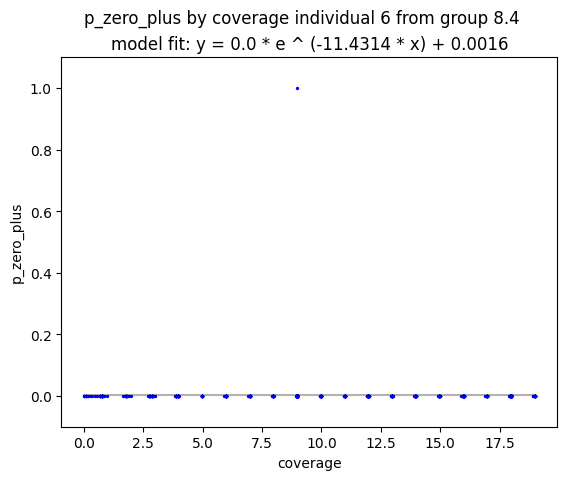 p_zero_plus by coverage individual 6 from group 8.4
model fit: y = 0.0 * e ^ (-11.4314 * x) + 0.0016
1.0
0.8
0.6
0.4
0.2
0.0
p_zero_plus
0.0 2.5 5.0 7.5 10.0 12.5 15.0 17.5
coverage